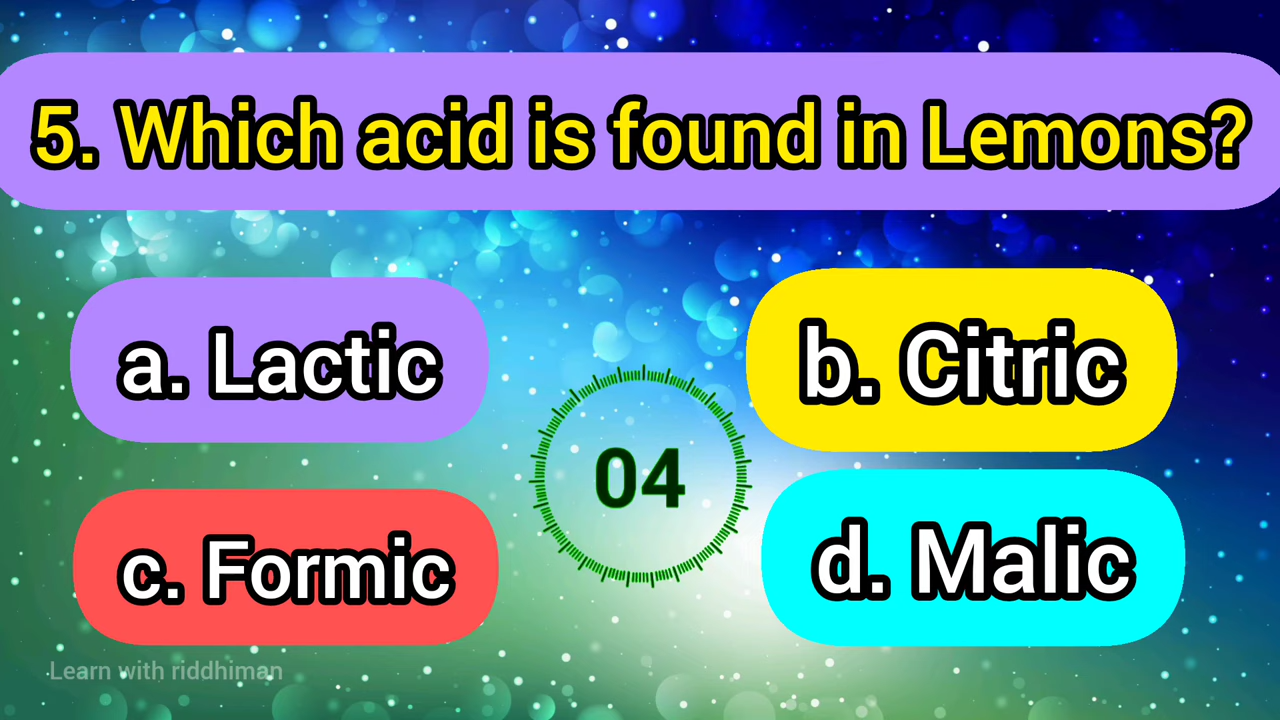 5. Which acid is found in Lemons?
a. Lactic
b. Citric
04
c. Formic
d. Malic
Learn with riddhiman